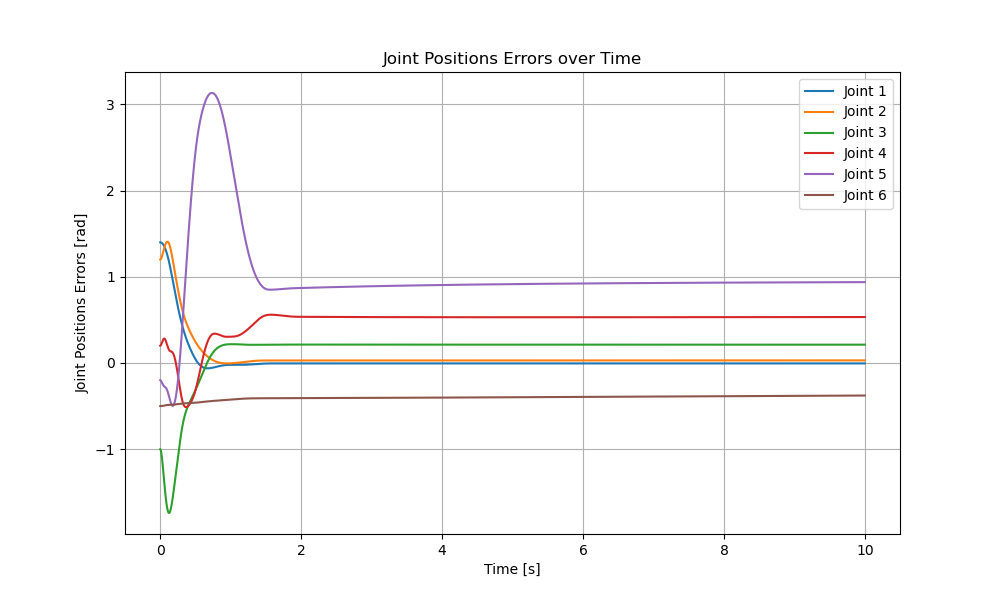 Joint Positions Errors over Time
Joint Positions Errors [rad]
3
2
1
0
−1
0
2
4
6
8
10
Time [s]
Joint 1
Joint 2
Joint 3
Joint 4
Joint 5
Joint 6